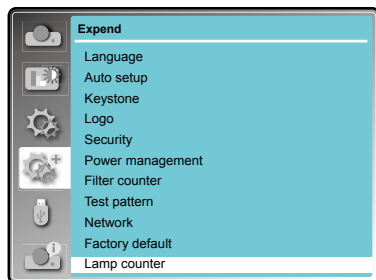 Expend
Language
Auto setup
Keystone
Logo
Security
Power management
Filter counter
Test pattern
Network
Factory default
Lamp counter